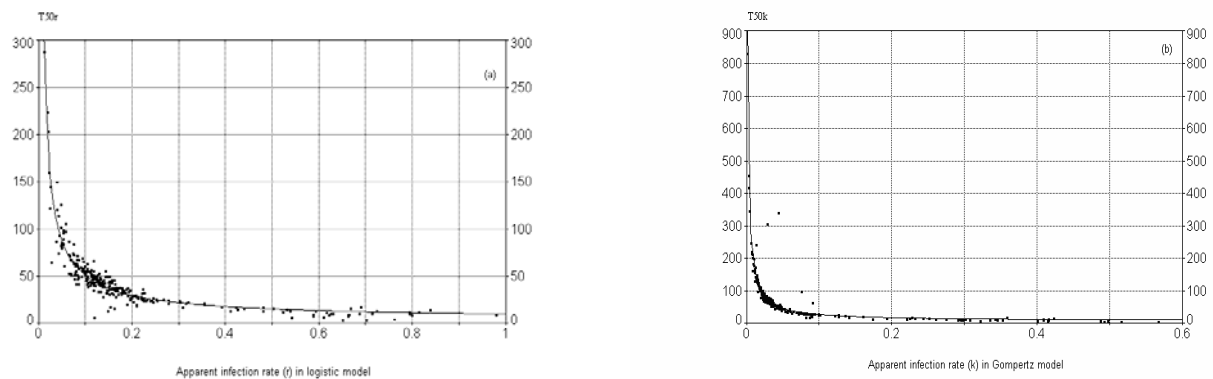 T50r
300 300
(a)
250 250
200 200
150 150
100 100
50 50
0 0
0 0.2 0.4 0.6 0.8 1
Apparent infection rate (r) in logistic model
T50k
900 900
(b)
800 800
700 700
600 600
500 500
400 400
300 300
200 200
100 100
0 0
0 0.2 0.4 0.6
Apparent infection rate (k) in Gompertz model